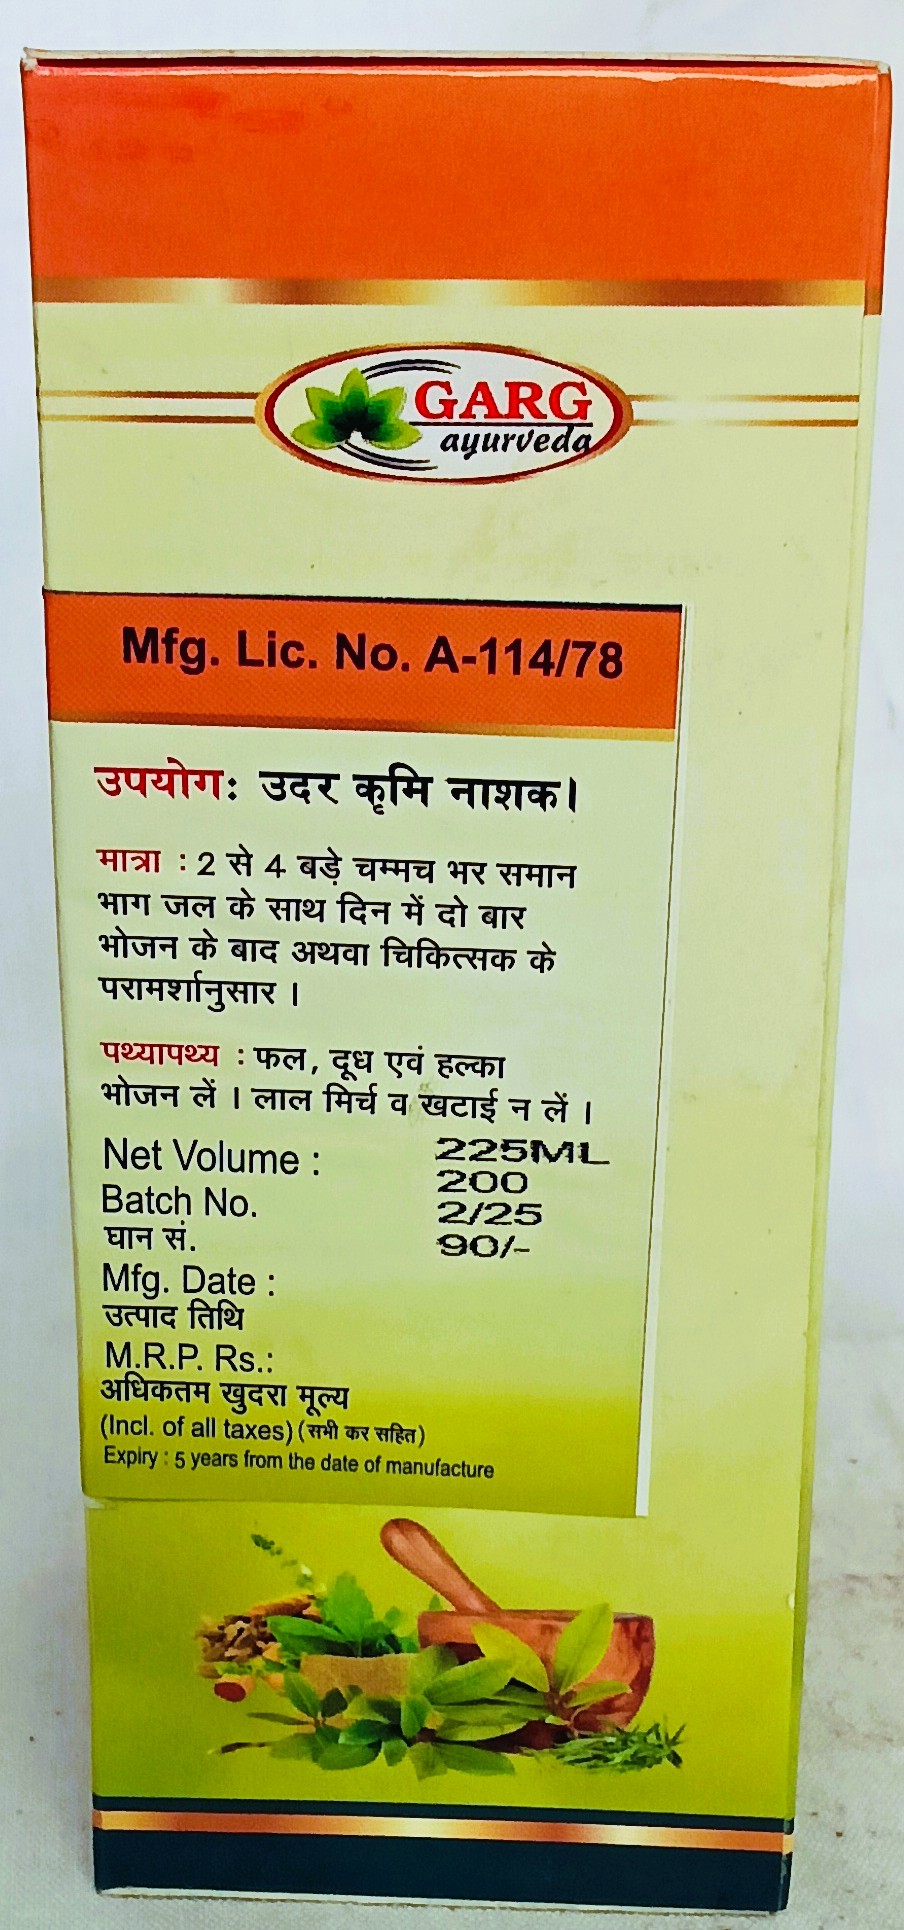 GARG
ayurveda
Mfg. Lic. No. A-114/78
उपयोग: उदर कृमि नाशक।
मात्रा : 2 से 4 बड़े चम्मच भर समान
भाग जल के साथ दिन में दो बार
भोजन के बाद अथवा चिकित्सक के
परामर्शानुसार ।
पथ्यापथ्य : फल, दूध एवं हल्का
भोजन लें । लाल मिर्च व खटाई न लें ।
Net Volume : 225ML
200
Batch No. 2/25
घान सं. 90/-
Mfg. Date :
उत्पाद तिथि
M.R.P. Rs.:
अधिकतम खुदरा मूल्य
(Incl. of all taxes) (सभी कर सहित)
Expiry : 5 years from the date of manufacture